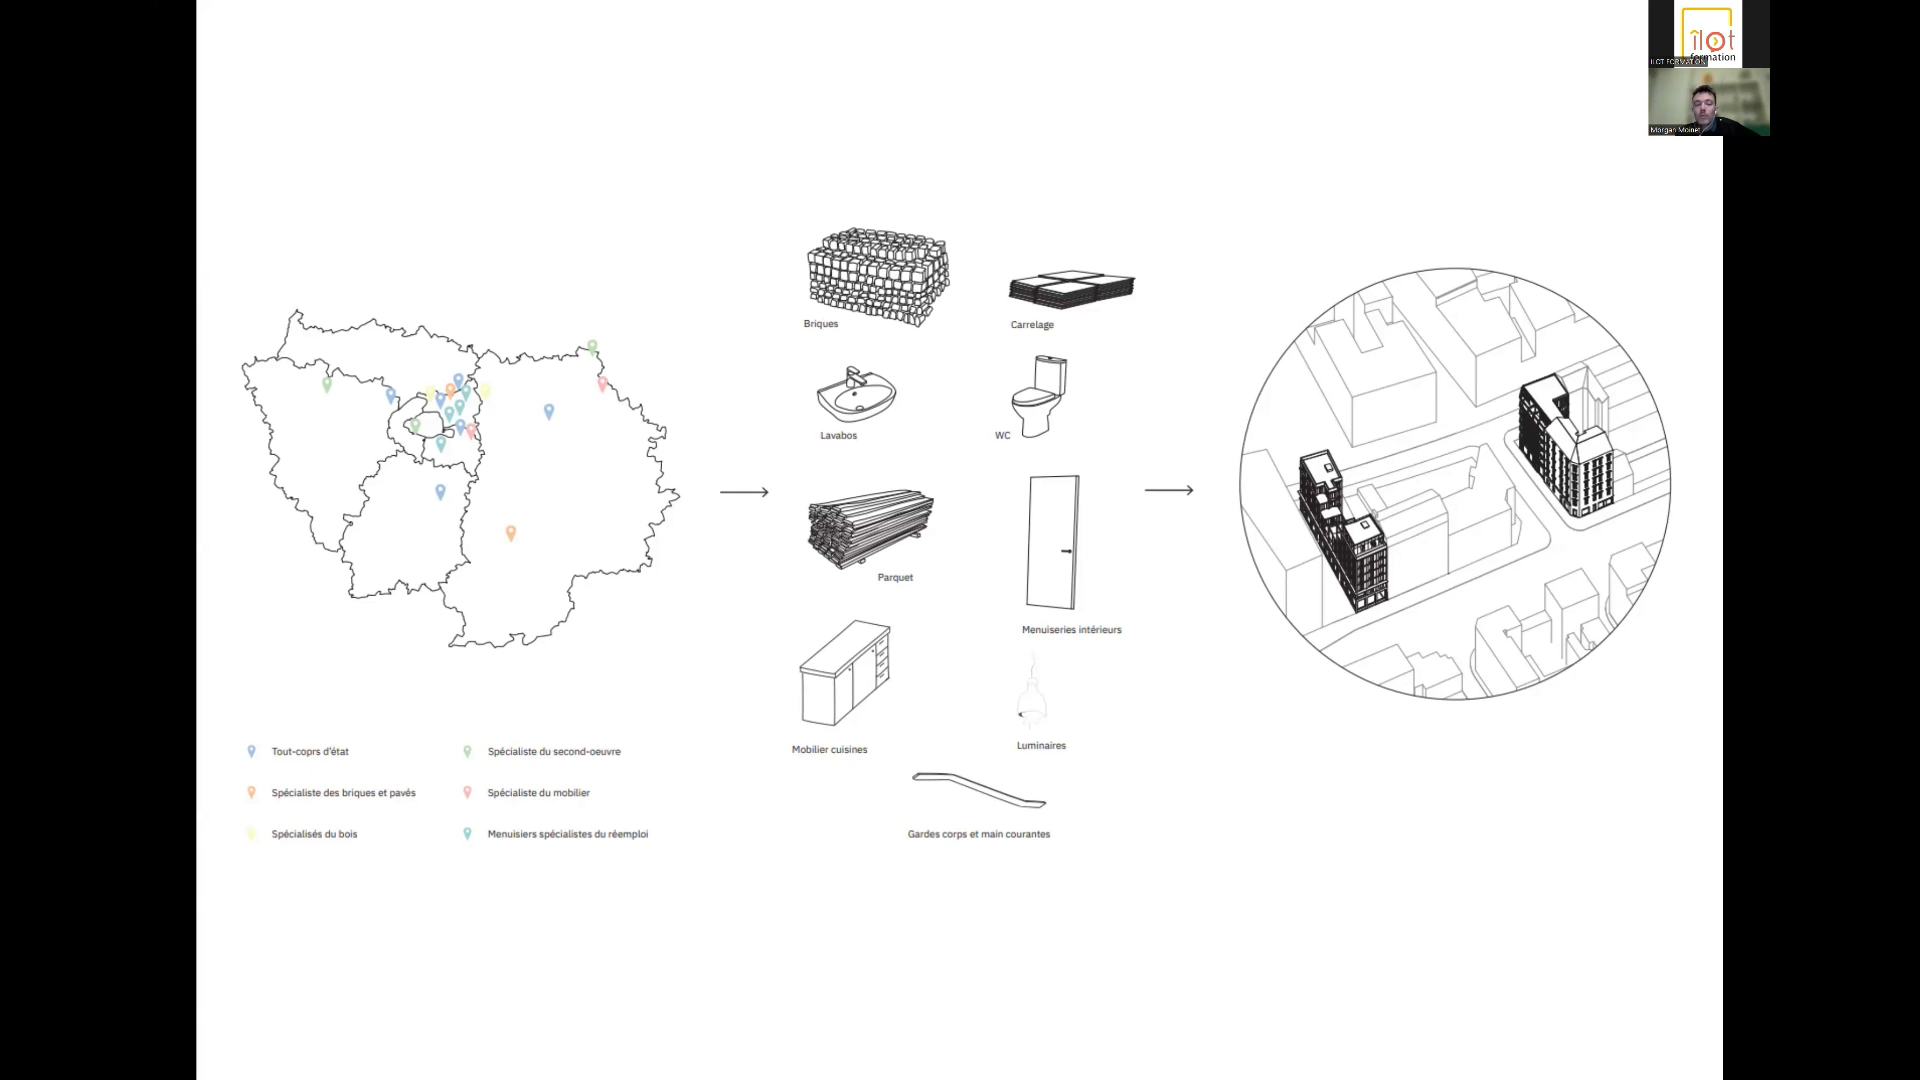 îlot
formation
ILOT FORMATION
Morgan Moinet
Briques
Carrelage
Lavabos
WC
Parquet
Menuiseries intérieurs
Mobilier cuisines
Luminaires
Gardes corps et main courantes
Tout-coprs d'état
Spécialiste du second-oeuvre
Spécialiste des briques et pavés
Spécialiste du mobilier
Spécialisés du bois
Menuisiers spécialistes du réemploi